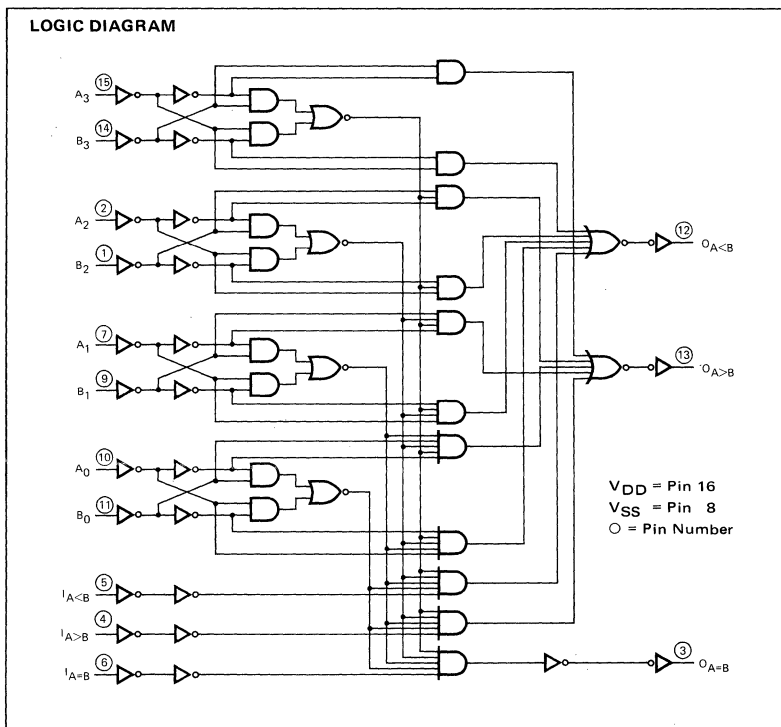 LOGIC DIAGRAM
15
A3
14
B3
2
A2
1
B2
12
OA<B
7
A1
9
B1
13
OA>B
10
A0
11
B0
VDD = Pin 16
VSS = Pin 8
○ = Pin Number
5
IA<B
4
IA>B
6
IA=B
3
OA=B